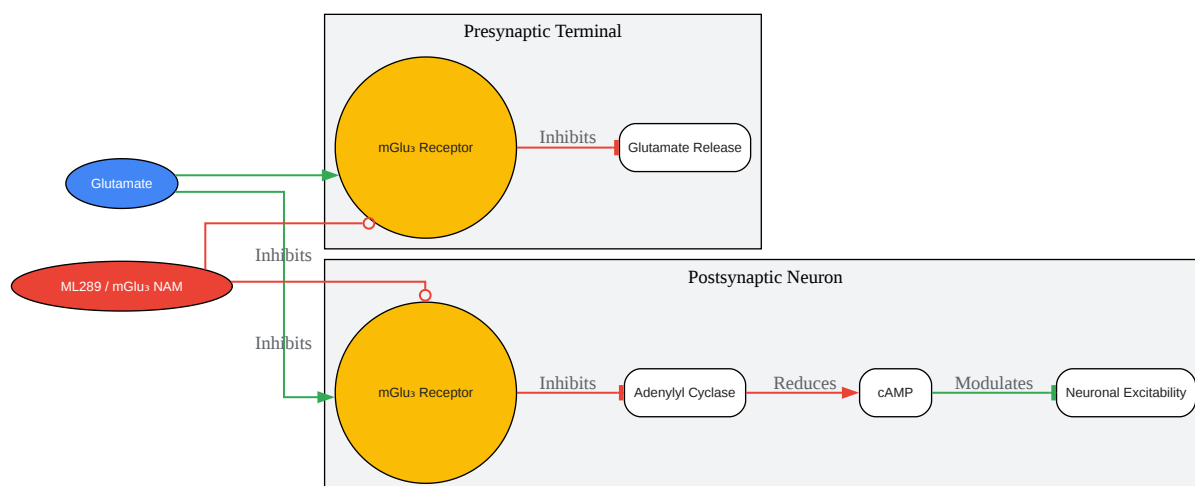 Presynaptic Terminal
mGlu₃ Receptor
Inhibits
Glutamate Release
Glutamate
Inhibits
ML289 / mGlu₃ NAM
Postsynaptic Neuron
Inhibits
mGlu₃ Receptor
Inhibits
Adenylyl Cyclase
Reduces
cAMP
Modulates
Neuronal Excitability